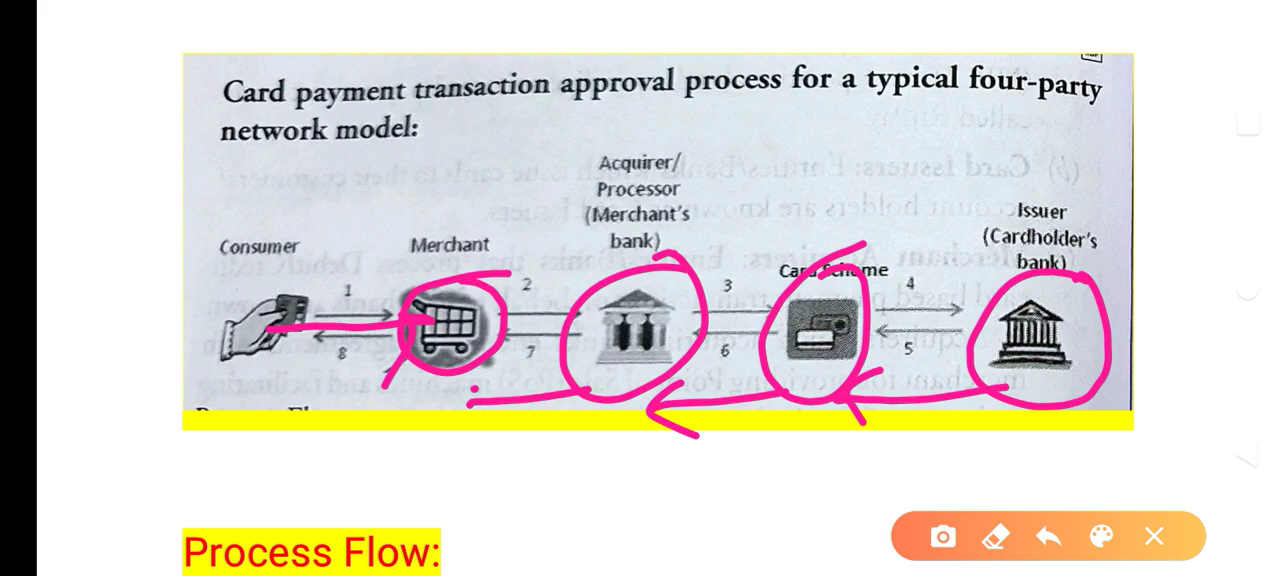 Card payment transaction approval process for a typical four-party
network model:
Acquirer/
Processor
(Merchant's
bank)
Issuer
(Cardholder's
bank)
Consumer
Merchant
Card Scheme
1
2
3
4
8
7
6
5
Process Flow: